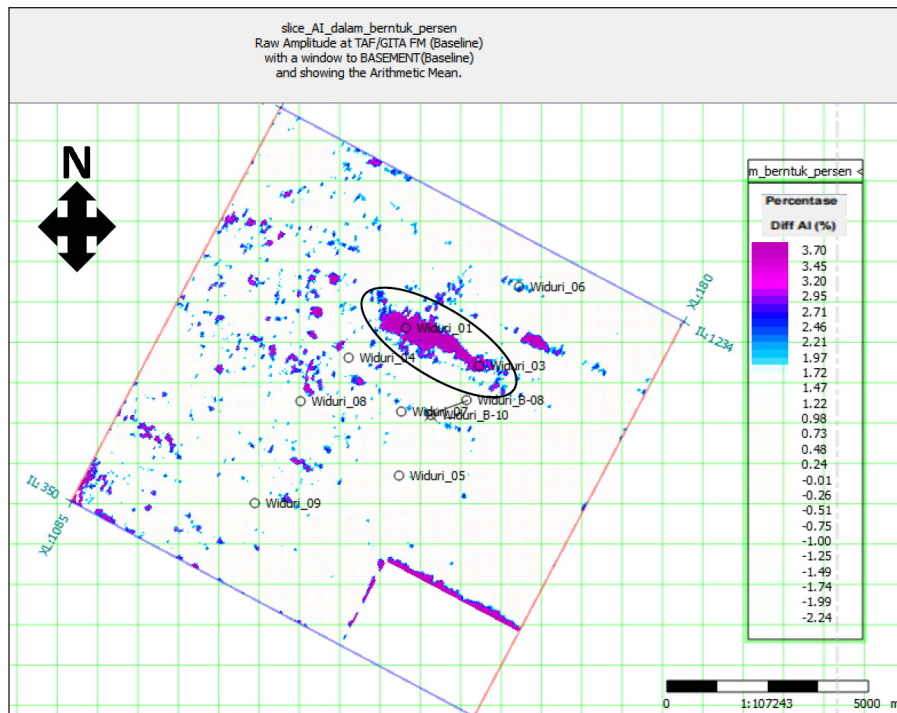 slice_AI_dalam_berntuk_persen
Raw Amplitude at TAF/GITA FM (Baseline)
with a window to BASEMENT(Baseline)
and showing the Arithmetic Mean.
N
m_berntuk_persen <
Percentase
Diff AI (%)
3.70
3.45
3.20
2.95
2.71
2.46
2.21
1.97
1.72
1.47
1.22
0.98
0.73
0.48
0.24
-0.01
-0.26
-0.51
-0.75
-1.00
-1.25
-1.49
-1.74
-1.99
-2.24
XL:180
IL:1234
Widuri_06
Widuri_01
Widuri_04
Widuri_03
Widuri_08
Widuri_B-08
Widuri_07
Widuri_B-10
Widuri_05
Widuri_09
IL:350
XL:1085
0
1:107243
5000
m